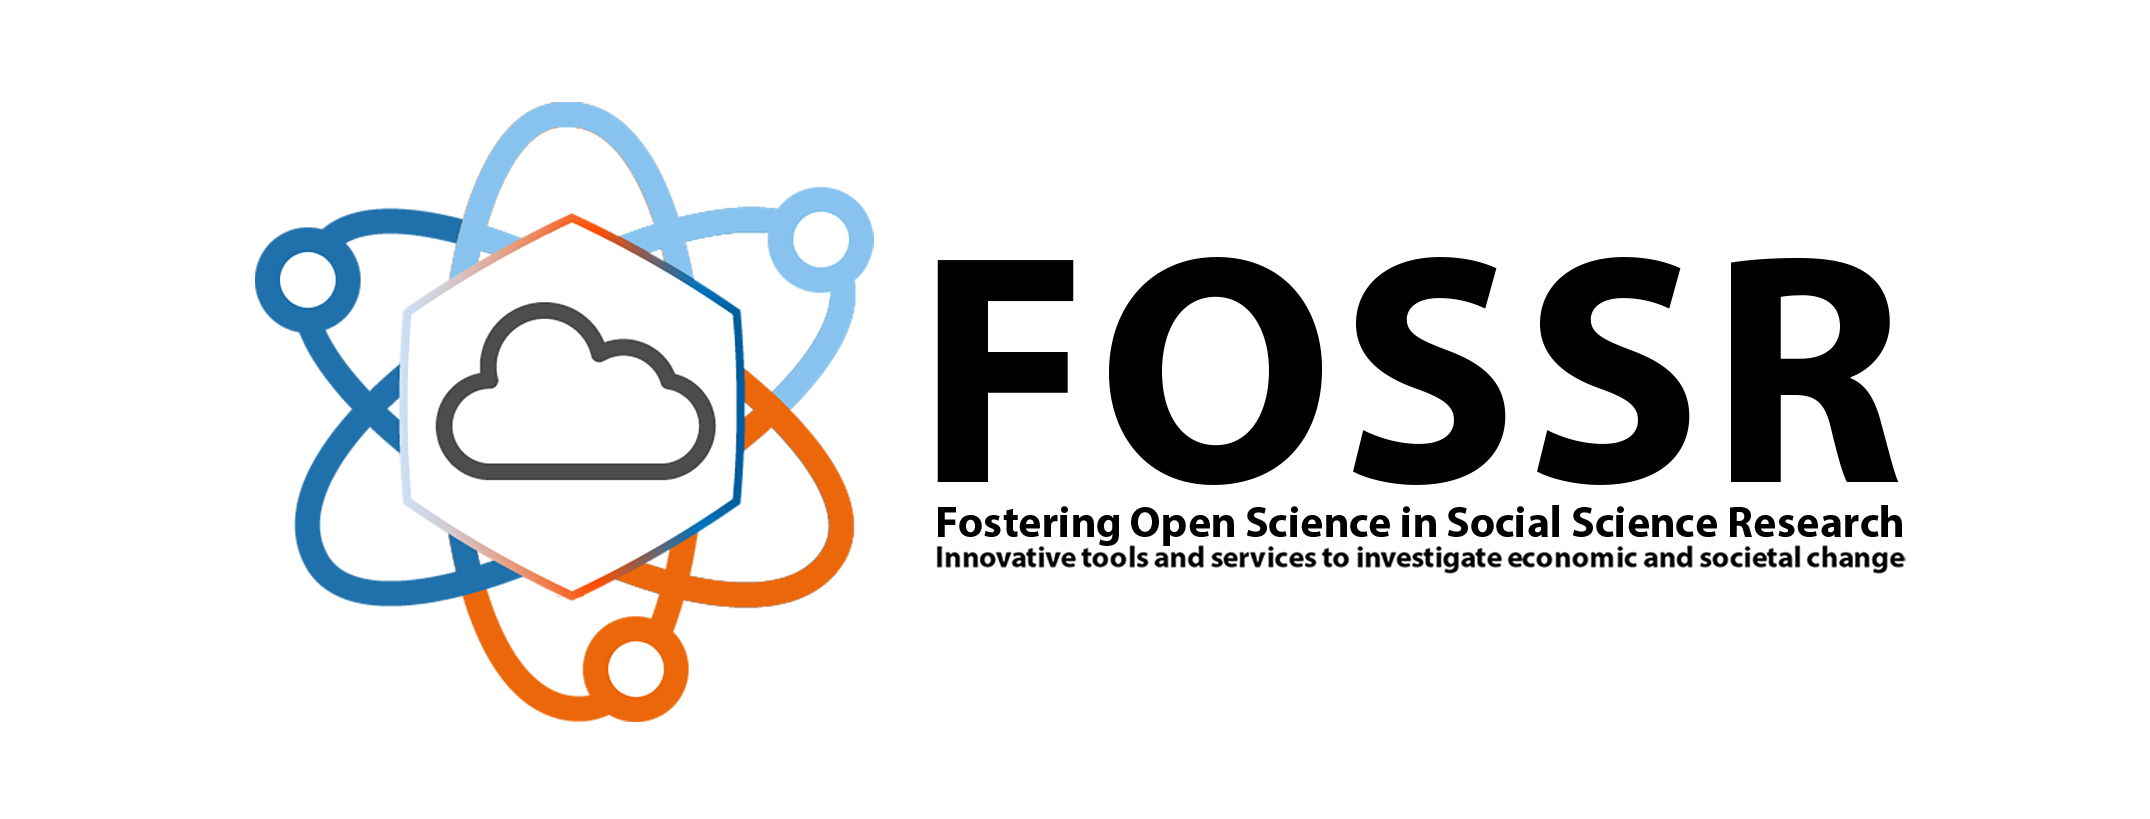 FOSSR
Fostering Open Science in Social Science Research
Innovative tools and services to investigate economic and societal change